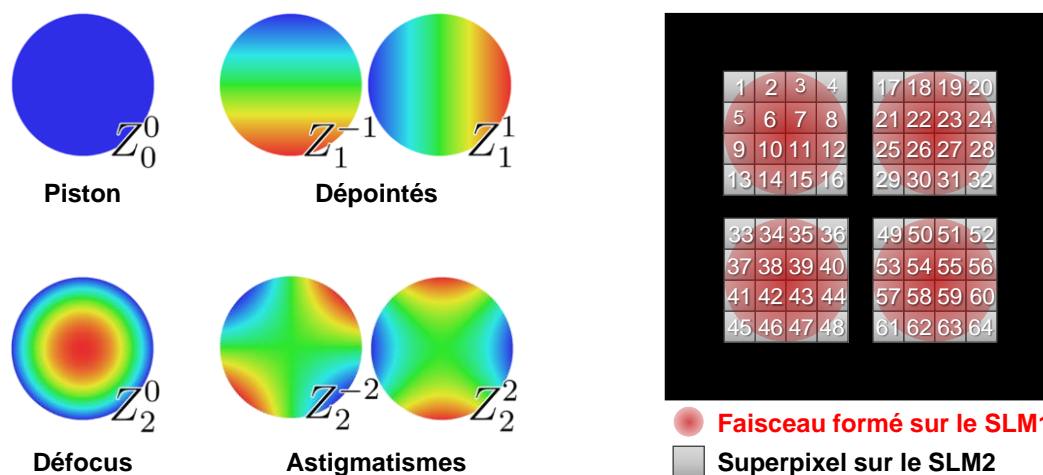 Z_0^0
Z_1^{-1}
Z_1^1
Piston
Dépointés
Z_2^0
Z_2^{-2}
Z_2^2
Défocus
Astigmatismes
1 2 3 4 17 18 19 20
5 6 7 8 21 22 23 24
9 10 11 12 25 26 27 28
13 14 15 16 29 30 31 32
33 34 35 36 49 50 51 52
37 38 39 40 53 54 55 56
41 42 43 44 57 58 59 60
45 46 47 48 61 62 63 64
Faisceau formé sur le SLM1
Superpixel sur le SLM2